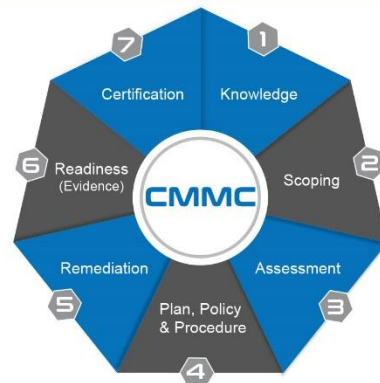 1
Knowledge
2
Scoping
3
Assessment
4
Plan, Policy
& Procedure
5
Remediation
6
Readiness
(Evidence)
7
Certification
CMMC